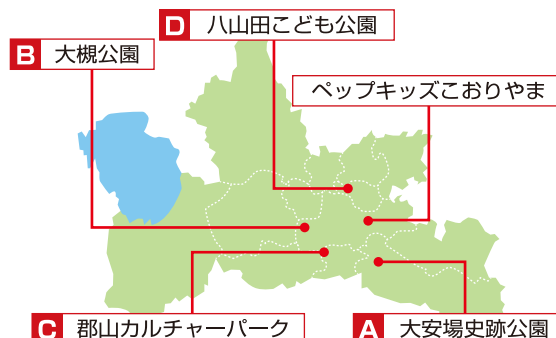 D 八山田こども公園
B 大槻公園
ペップキッズこおりやま
C 郡山カルチャーパーク
A 大安場史跡公園